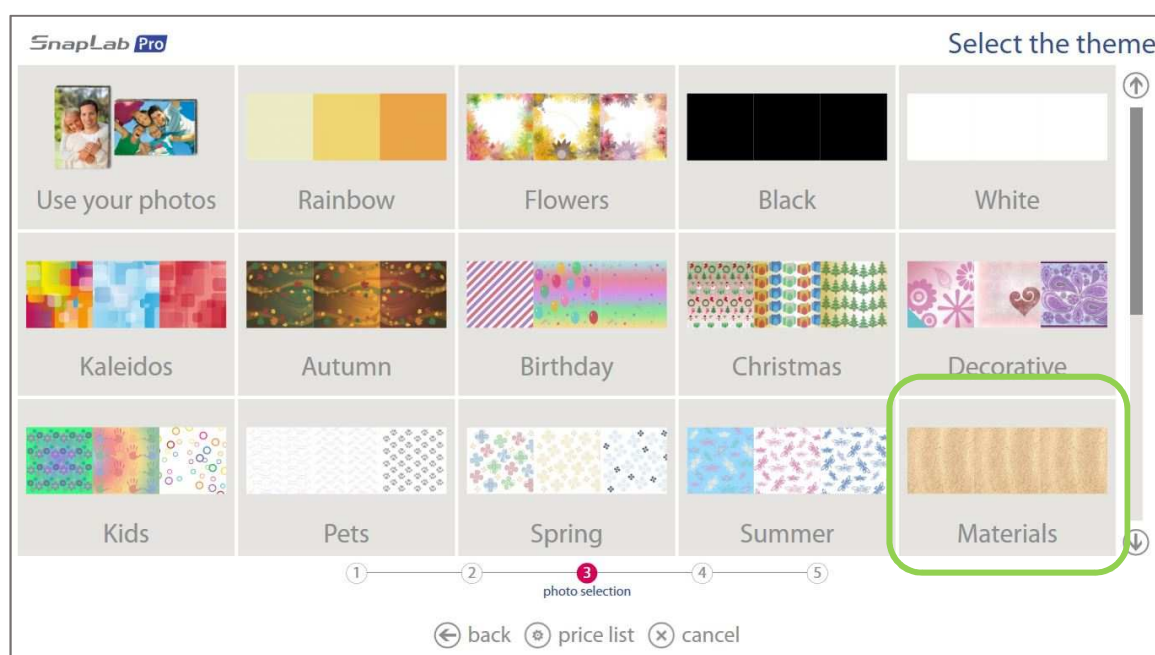 SnapLab Pro
Select the theme
Use your photos
Rainbow
Flowers
Black
White
Kaleidos
Autumn
Birthday
Christmas
Decorative
Kids
Pets
Spring
Summer
Materials
1 2 3 4 5
photo selection
back price list cancel